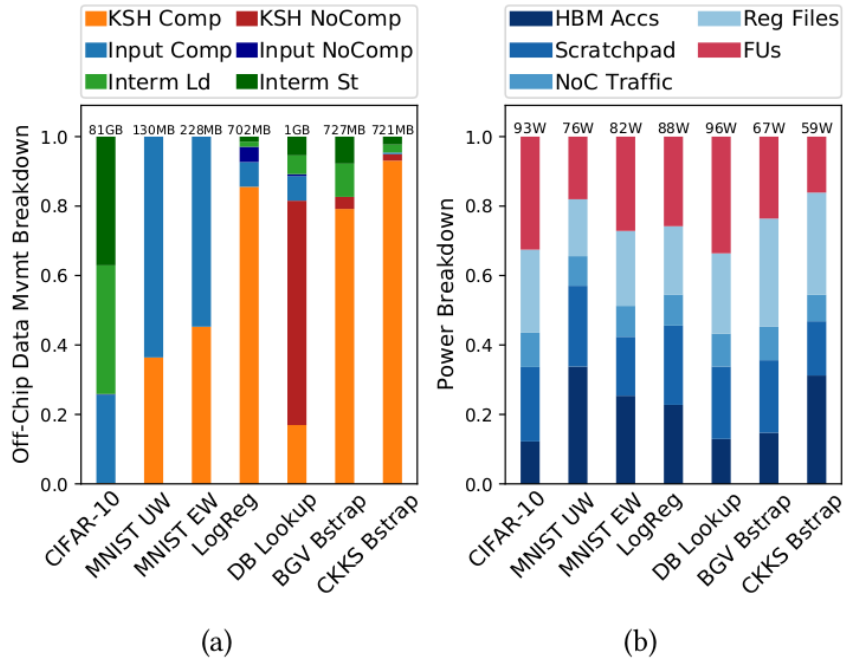 KSH Comp
KSH NoComp
Input Comp
Input NoComp
Interm Ld
Interm St
Off-Chip Data Mvmt Breakdown
81GB 130MB 228MB 702MB 1GB 727MB 721MB
1.0
0.8
0.6
0.4
0.2
0.0
CIFAR-10
MNIST UW
MNIST EW
LogReg
DB Lookup
BGV Bstrap
CKKS Bstrap
(a)
HBM Accs
Reg Files
Scratchpad
FUs
NoC Traffic
Power Breakdown
93W 76W 82W 88W 96W 67W 59W
1.0
0.8
0.6
0.4
0.2
0.0
CIFAR-10
MNIST UW
MNIST EW
LogReg
DB Lookup
BGV Bstrap
CKKS Bstrap
(b)